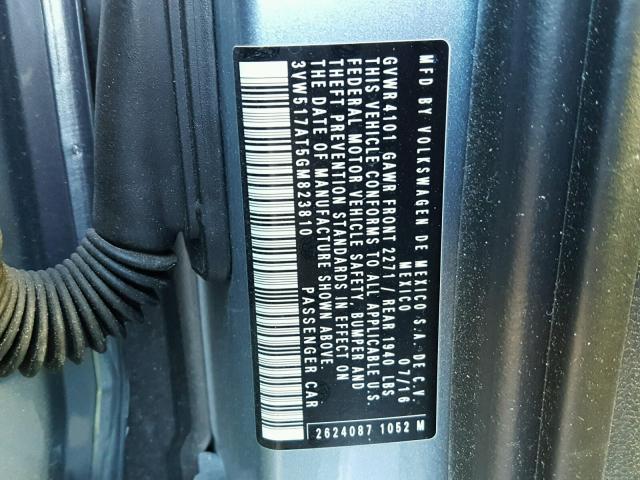 MFD BY VOLKSWAGEN DE MEXICO S.A. DE C.V.
MEXICO 07/16
GVWR 4101 GAWR FRONT 2271 // REAR 1940 LBS
THIS VEHICLE CONFORMS TO ALL APPLICABLE U.S.
FEDERAL MOTOR VEHICLE SAFETY, BUMPER AND
THEFT PREVENTION STANDARDS IN EFFECT ON
THE DATE OF MANUFACTURE SHOWN ABOVE.
3VW517AT5GM823810 PASSENGER CAR
2624087 1052 M